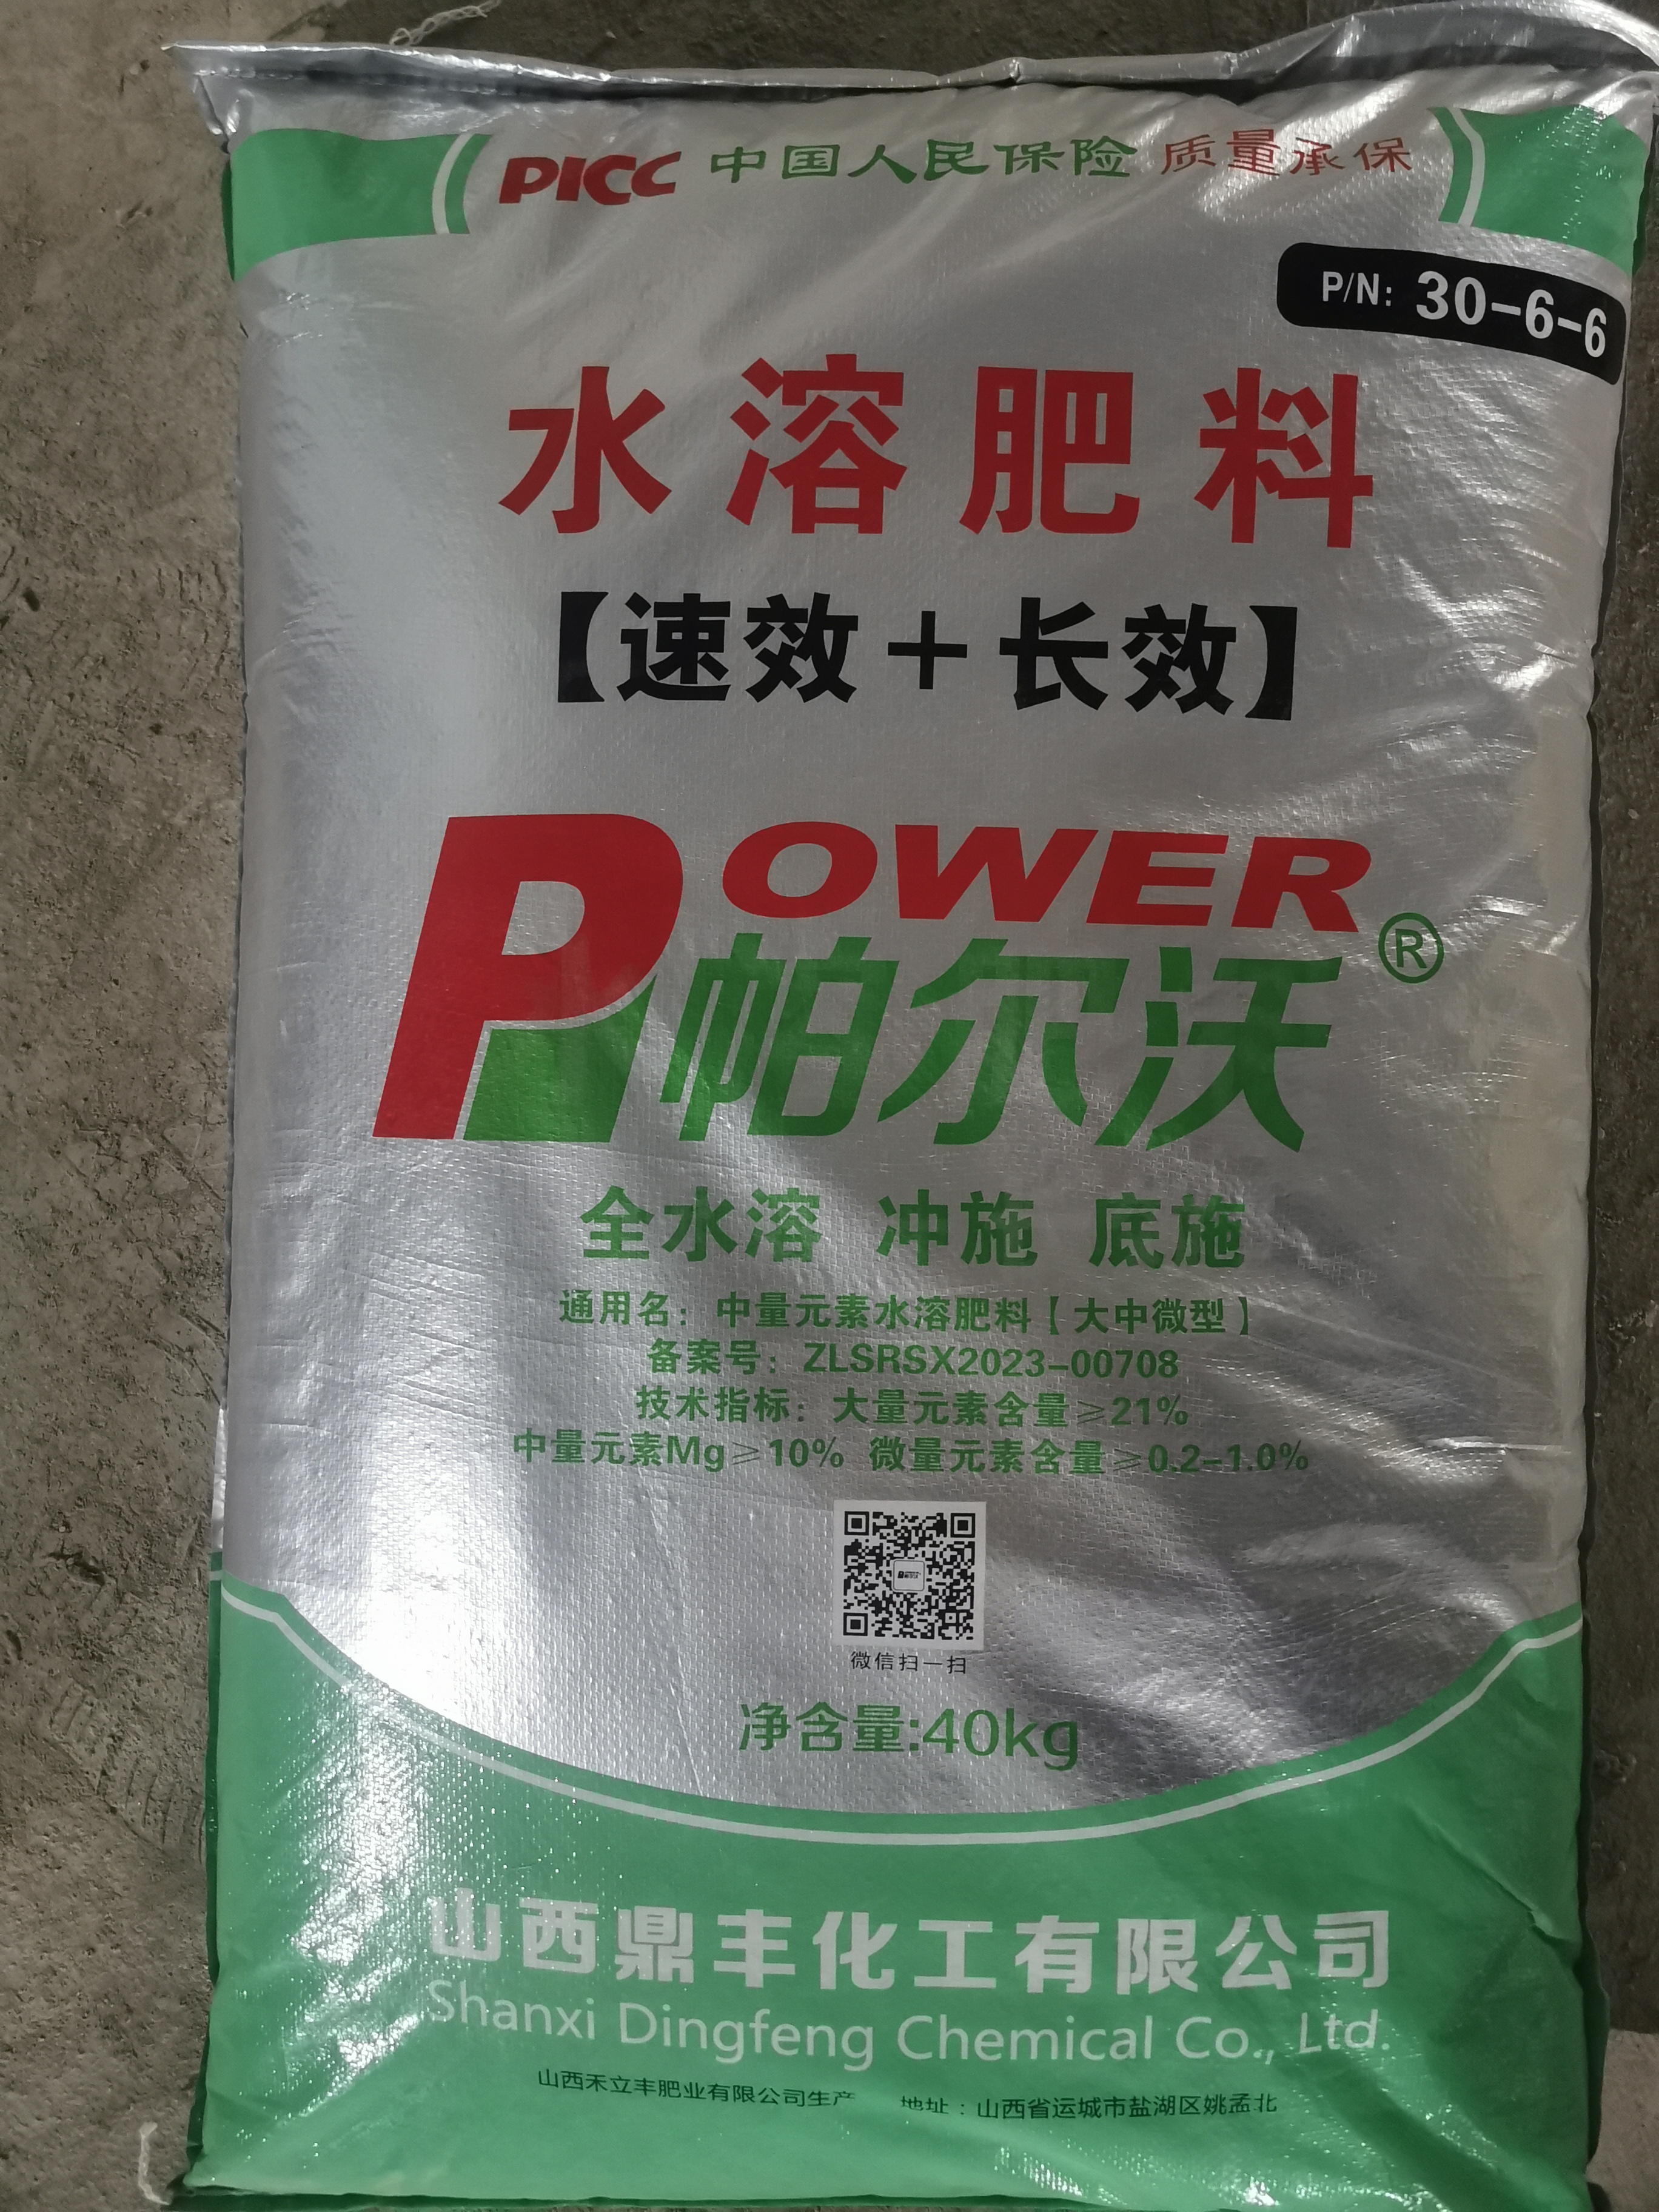 PICC 中国人民保险 质量承保
P/N: 30-6-6
水溶肥料
【速效+长效】
POWER
帕尔沃®
全水溶 冲施 底施
通用名：中量元素水溶肥料【大中微型】
备案号：ZLSRSX2023-00708
技术指标：大量元素含量≥21%
中量元素Mg≥10% 微量元素含量≥0.2-1.0%
微信扫一扫
净含量:40kg
山西鼎丰化工有限公司
Shanxi Dingfeng Chemical Co., Ltd.
山西禾立丰肥业有限公司生产 地址：山西省运城市盐湖区姚孟北